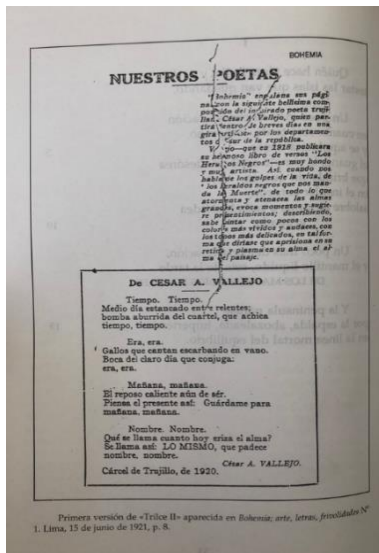 BOHEMIA
NUESTROS POETAS
"Bohemia" engalana sus pági-
nas con la siguiente bellísima com-
posición del inspirado poeta truji-
llano César A. Vallejo, quien par-
tirá dentro de breves días en una
gira por los departamen-
tos del sur de la república.
Vallejo—que en 1918 publicara
su hermoso libro de versos "Los
Heraldos Negros"—es muy hondo
y muy artista. Así, cuando nos
habla de los golpes de la vida, de
"los heraldos negros que nos man-
da la Muerte", de todo lo que
atormenta y atenacea las almas
grandes, evoca momentos y sugie-
re describiendo,
sabe pintar como pocos con los
colores más vívidos y audaces, con
los tonos más delicados, en tal for-
ma que diríase que aprisiona en su
retina y plasma en su alma el al-
ma del paisaje.
De CESAR A. VALLEJO
Tiempo. Tiempo.
Medio día estancado entre relentes;
bomba aburrida del cuartel, que achica
tiempo, tiempo.
Era, era.
Gallos que cantan escarbando en vano.
Boca del claro día que conjuga:
era, era.
Mañana, mañana.
El reposo caliente aún de sér.
Piensa el presente así: Guárdame para
mañana, mañana.
Nombre. Nombre.
Qué se llama cuanto hoy eriza el alma?
Se llama así: LO MISMO, que padece
nombre, nombre.
César A. VALLEJO.
Cárcel de Trujillo, de 1920.
Primera versión de «Trilce II» aparecida en Bohemia; arte, letras, frivolidades Nº
1. Lima, 15 de junio de 1921, p. 8.